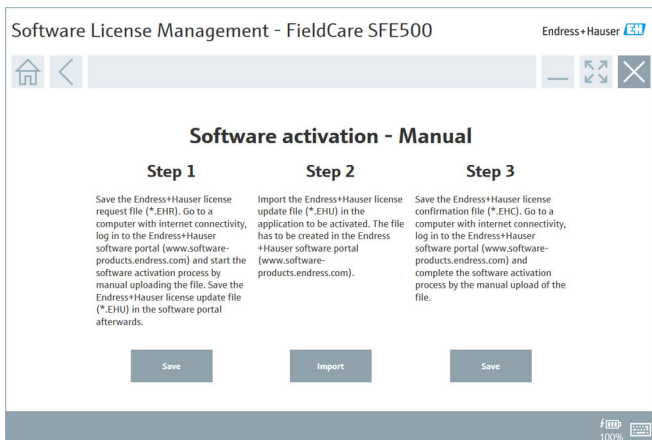 Software License Management - FieldCare SFE500
Endress+Hauser EH
Software activation - Manual
Step 1
Save the Endress+Hauser license
request file (*.EHR). Go to a
computer with internet connectivity,
log in to the Endress+Hauser
software portal (www.software-
products.endress.com) and start the
software activation process by
manual uploading the file. Save the
Endress+Hauser license update file
(*.EHU) in the software portal
afterwards.
Save
Step 2
Import the Endress+Hauser license
update file (*.EHU) in the
application to be activated. The file
has to be created in the Endress
+Hauser software portal
(www.software-
products.endress.com).
Import
Step 3
Save the Endress+Hauser license
confirmation file (*.EHC). Go to a
computer with internet connectivity,
log in to the Endress+Hauser
software portal (www.software-
products.endress.com) and
complete the software activation
process by the manual upload of the
file.
Save
100%